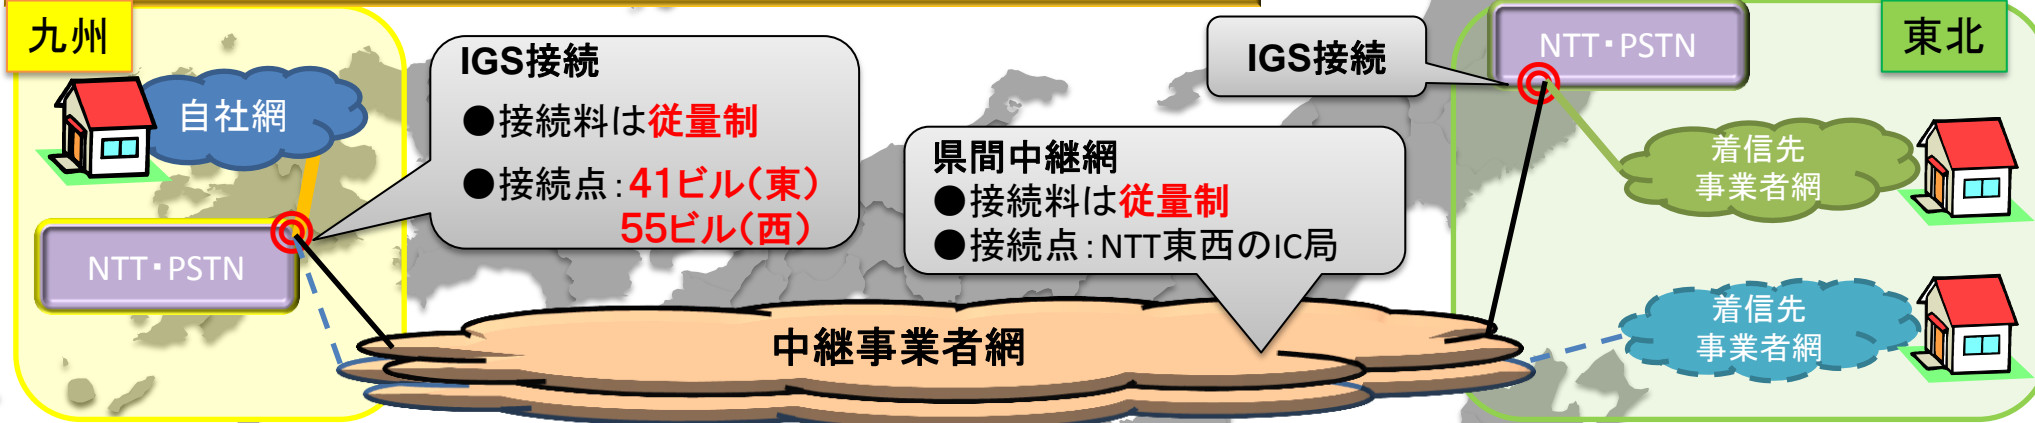 九州
自社網
NTT・PSTN
IGS接続
●接続料は従量制
●接続点：41ビル（東）
55ビル（西）
県間中継網
●接続料は従量制
●接続点：NTT東西のIC局
中継事業者網
IGS接続
NTT・PSTN
東北
着信先
事業者網
着信先
事業者網